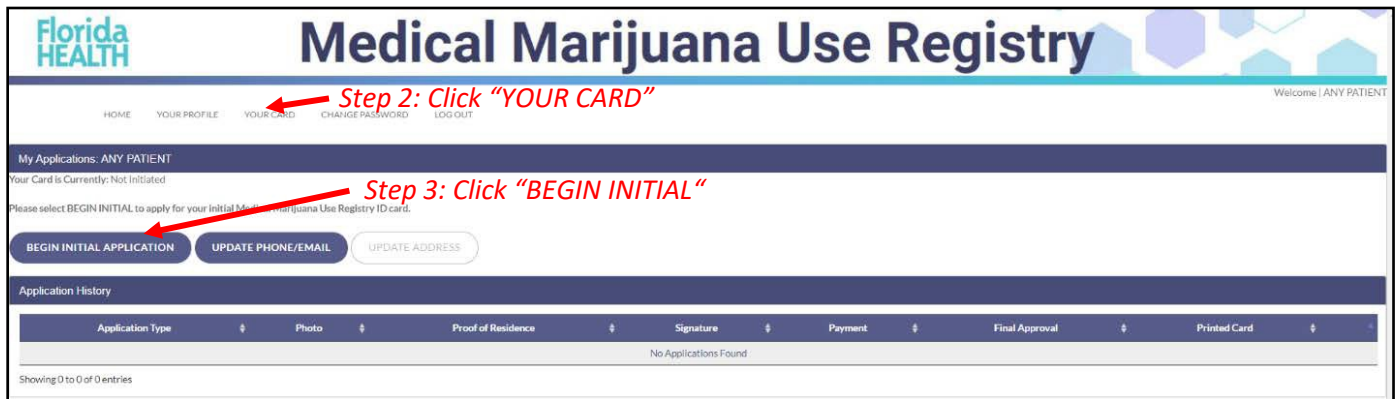 Florida
HEALTH
Medical Marijuana Use Registry
Step 2: Click “YOUR CARD”
Welcome | ANY PATIENT
HOME YOUR PROFILE YOUR CARD CHANGE PASSWORD LOG OUT
My Applications: ANY PATIENT
Your Card is Currently: Not Initiated
Step 3: Click “BEGIN INITIAL“
Please select BEGIN INITIAL to apply for your initial Medical Marijuana Use Registry ID card.
BEGIN INITIAL APPLICATION UPDATE PHONE/EMAIL UPDATE ADDRESS
Application History
Application Type Photo Proof of Residence Signature Payment Final Approval Printed Card
No Applications Found
Showing 0 to 0 of 0 entries